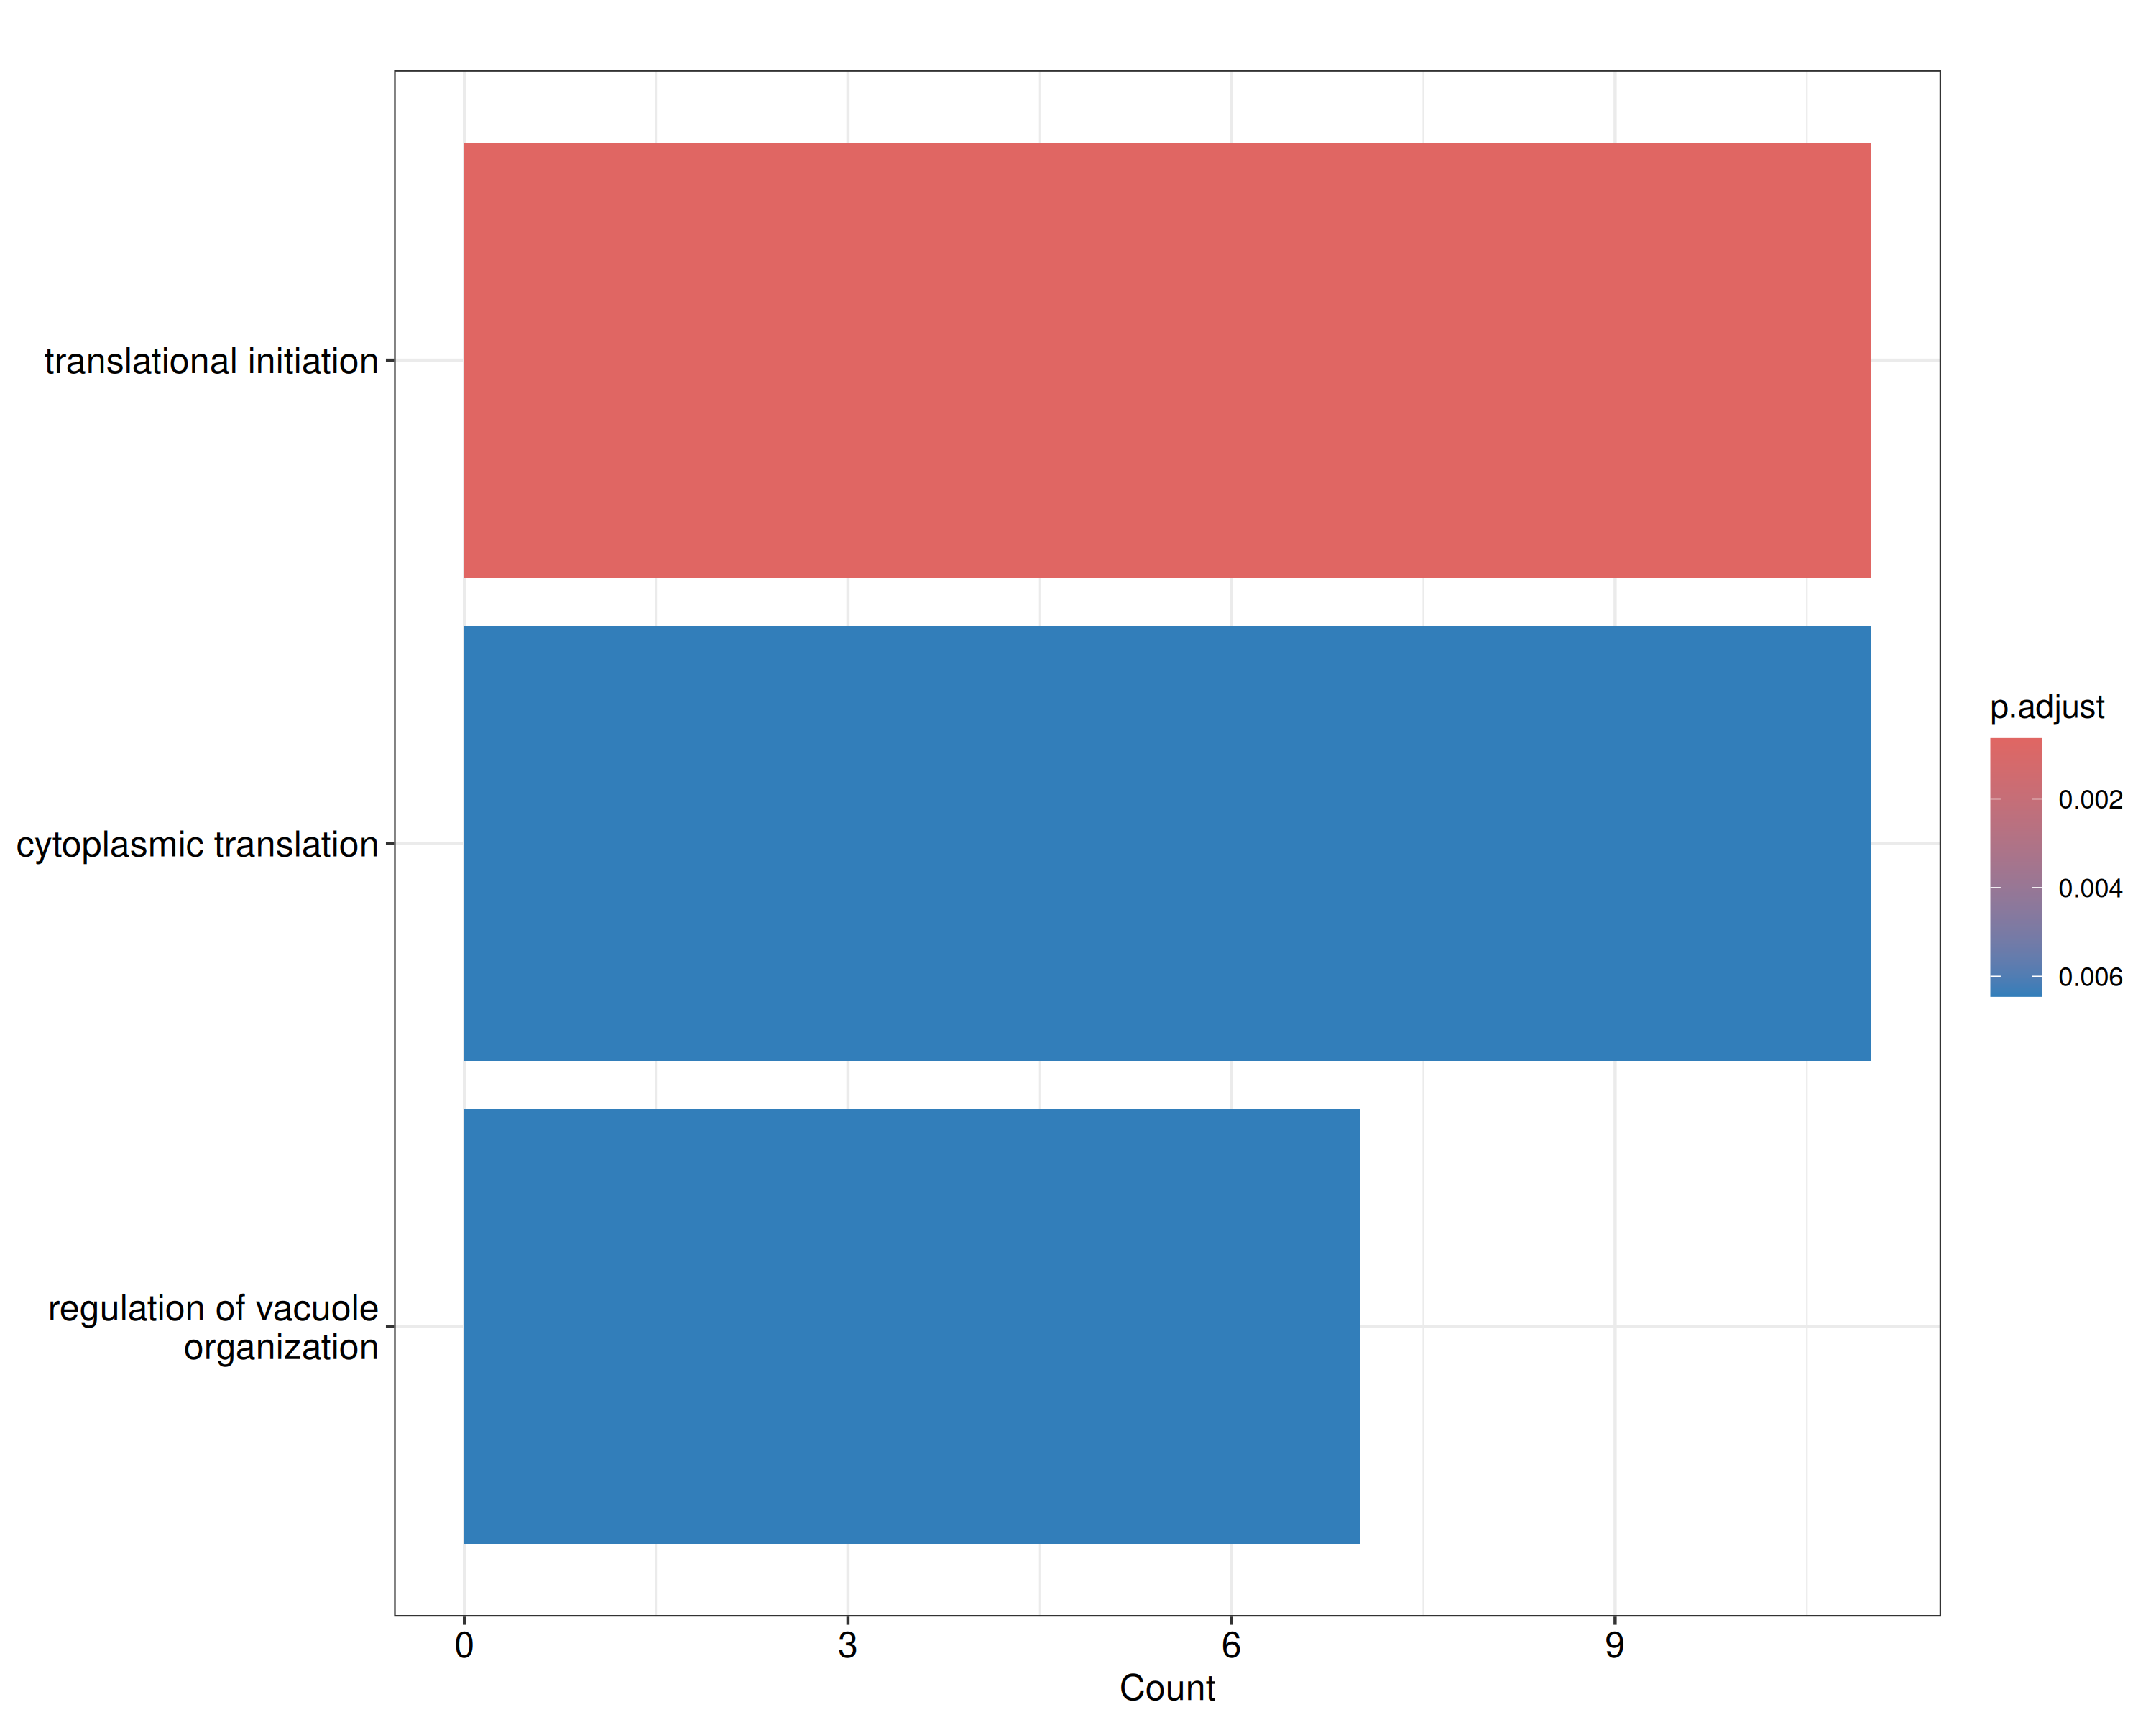 translational initiation
cytoplasmic translation
regulation of vacuole
organization
0
3
6
9
Count
p.adjust
0.002
0.004
0.006